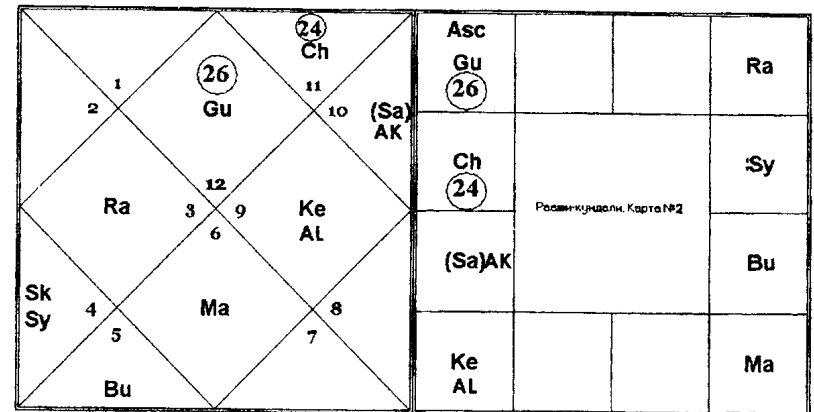 24
Ch
26
Gu
1
2
11
10
(Sa)
AK
12
Ra
3
9
Ke
AL
6
Sk
Sy
4
5
Ma
8
7
Bu
Asc
Gu
26
Ra
Ch
24
Sy
Раши-кундали. Карта №2
(Sa)AK
Bu
Ke
AL
Ma